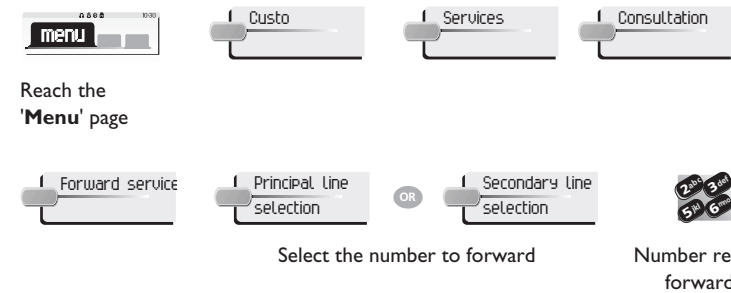 10:30
menu
Custo
Services
Consultation
Reach the
'Menu' page
Forward service
Principal line
selection
OR
Secondary line
selection
2abc 3def
5jkl 6mno
Select the number to forward
Number re
forward